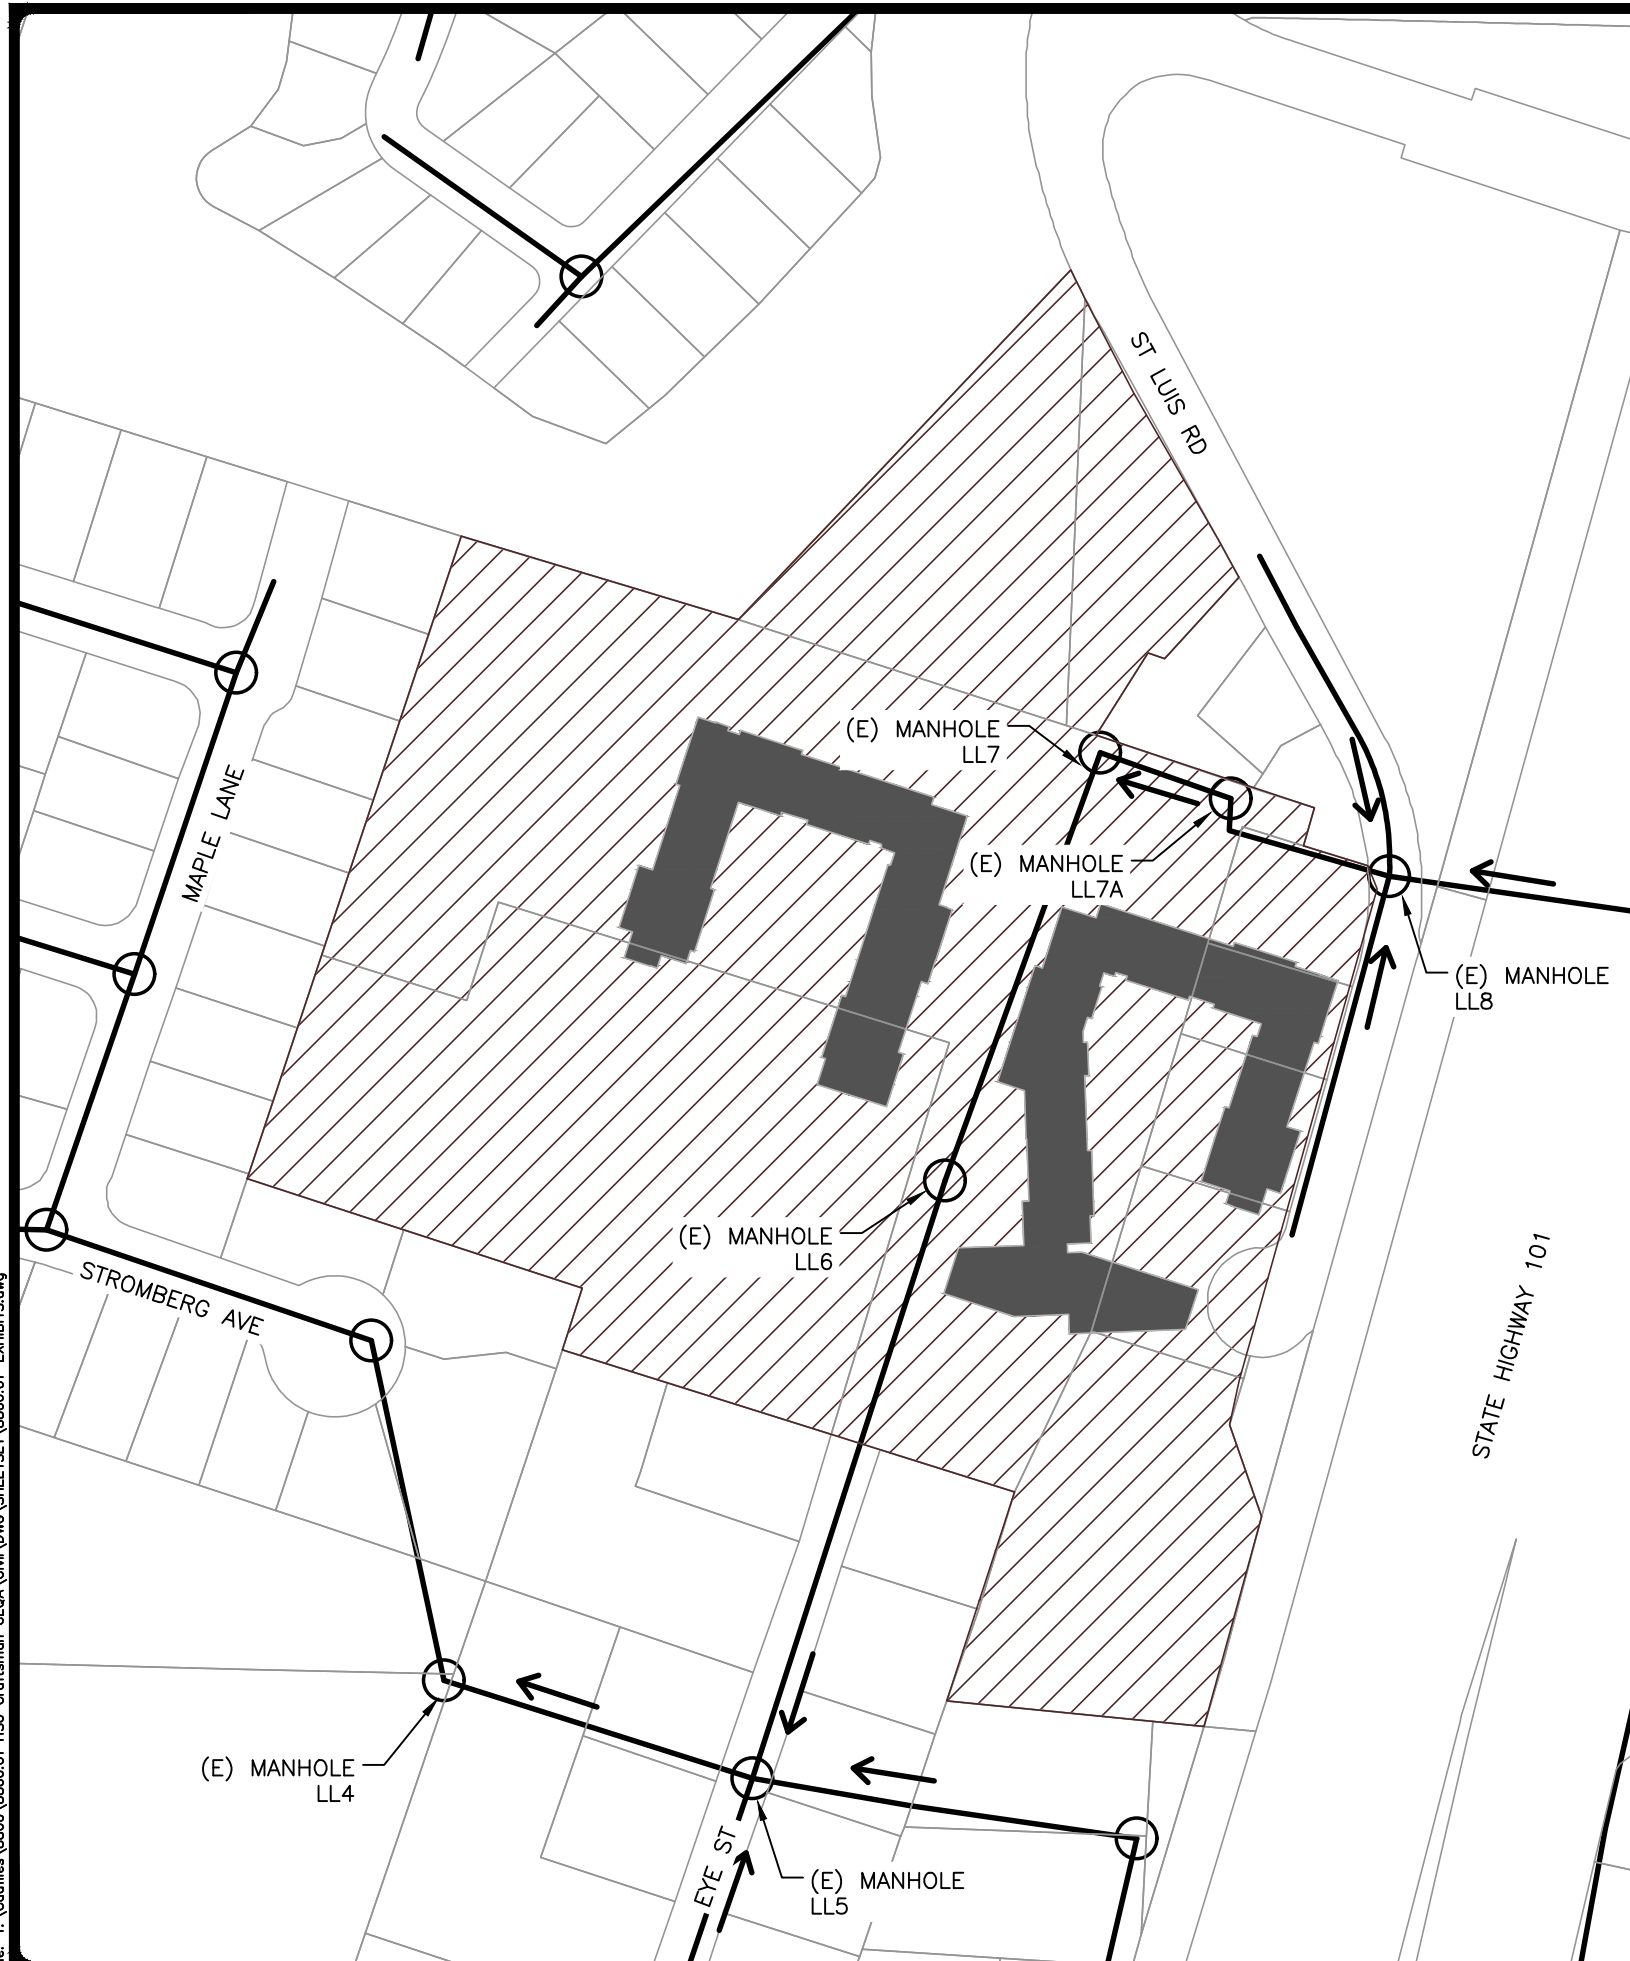 ST LUIS RD
(E) MANHOLE
LL7
MAPLE LANE
(E) MANHOLE
LL7A
(E) MANHOLE
LL8
(E) MANHOLE
LL6
STROMBERG AVE
STATE HIGHWAY 101
(E) MANHOLE
LL4
EYE ST
(E) MANHOLE
LL5